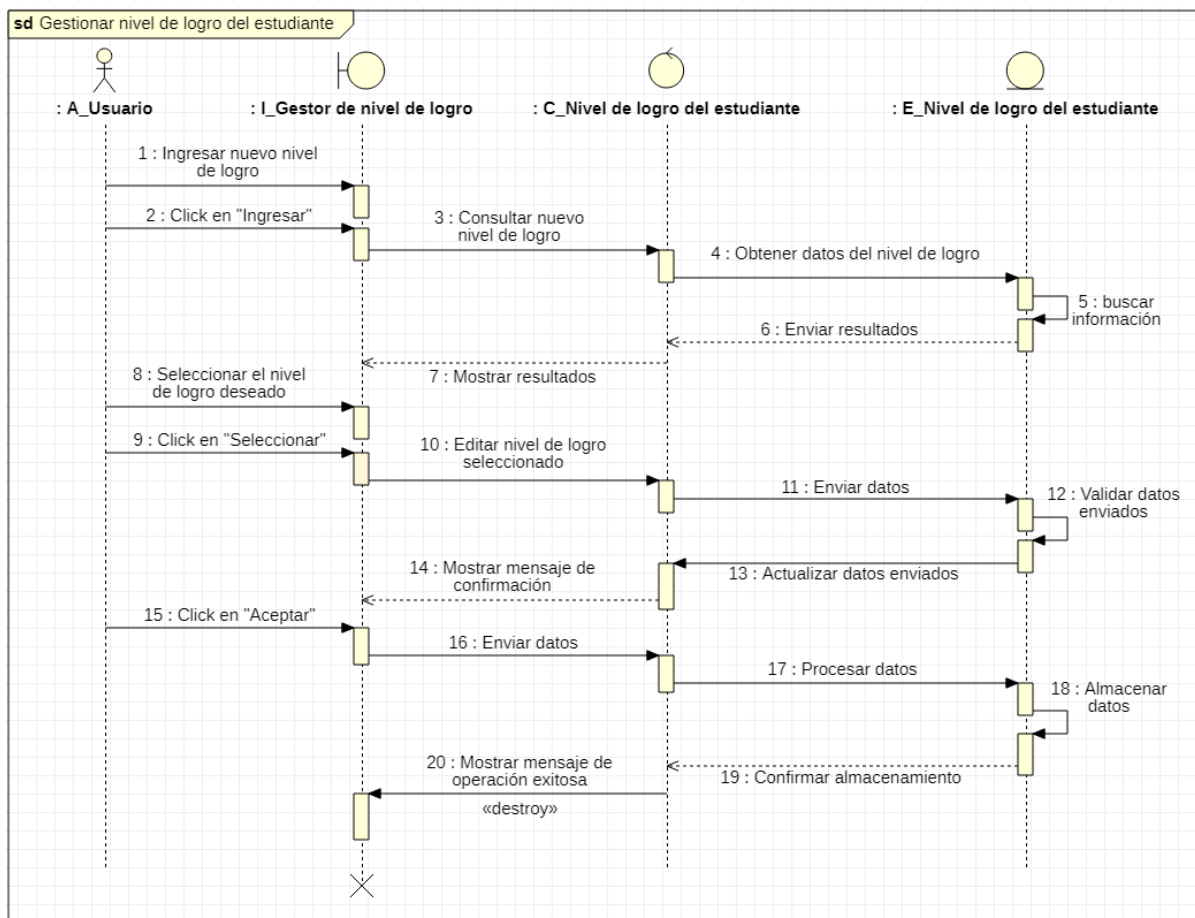 sd Gestionar nivel de logro del estudiante
: A_Usuario
: I_Gestor de nivel de logro
: C_Nivel de logro del estudiante
: E_Nivel de logro del estudiante
1 : Ingresar nuevo nivel
de logro
2 : Click en "Ingresar"
3 : Consultar nuevo
nivel de logro
4 : Obtener datos del nivel de logro
5 : buscar
información
6 : Enviar resultados
7 : Mostrar resultados
8 : Seleccionar el nivel
de logro deseado
9 : Click en "Seleccionar"
10 : Editar nivel de logro
seleccionado
11 : Enviar datos
12 : Validar datos
enviados
13 : Actualizar datos enviados
14 : Mostrar mensaje de
confirmación
15 : Click en "Aceptar"
16 : Enviar datos
17 : Procesar datos
18 : Almacenar
datos
19 : Confirmar almacenamiento
20 : Mostrar mensaje de
operación exitosa
«destroy»